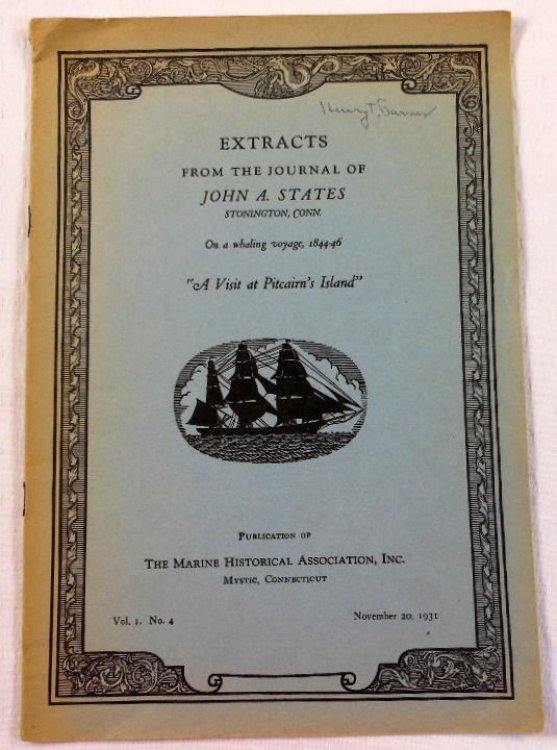 Henry T.
EXTRACTS
FROM THE JOURNAL OF
JOHN A. STATES
STONINGTON, CONN.
On a whaling voyage, 1844-46
"A Visit at Pitcairn's Island"
PUBLICATION OF
THE MARINE HISTORICAL ASSOCIATION, INC.
MYSTIC, CONNECTICUT
Vol. 1. No. 4
November 20, 1931